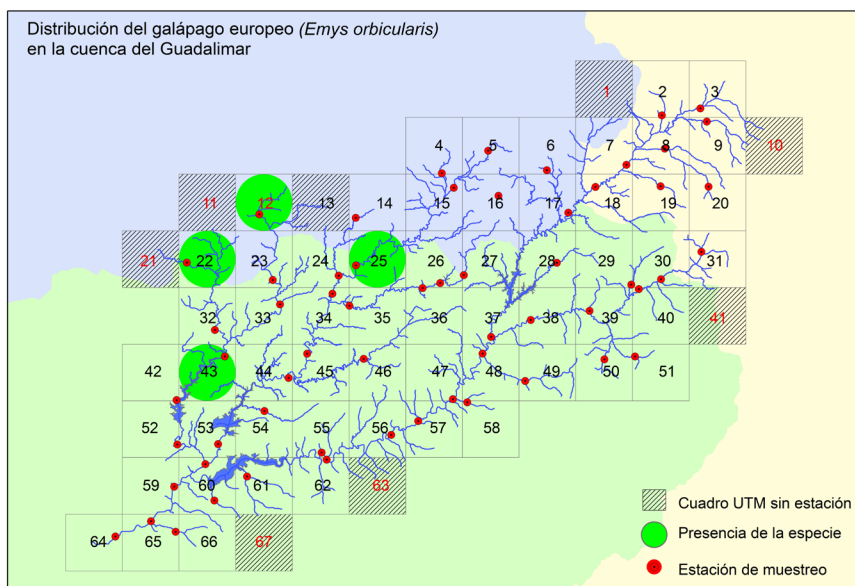 Distribución del galápago europeo (Emys orbicularis)
en la cuenca del Guadalimar
1 2 3
4 5 6 7 8 9 10
11 12 13 14 15 16 17 18 19 20
21 22 23 24 25 26 27 28 29 30 31
32 33 34 35 36 37 38 39 40 41
42 43 44 45 46 47 48 49 50 51
52 53 54 55 56 57 58
59 60 61 62 63
64 65 66 67
Cuadro UTM sin estación
Presencia de la especie
Estación de muestreo